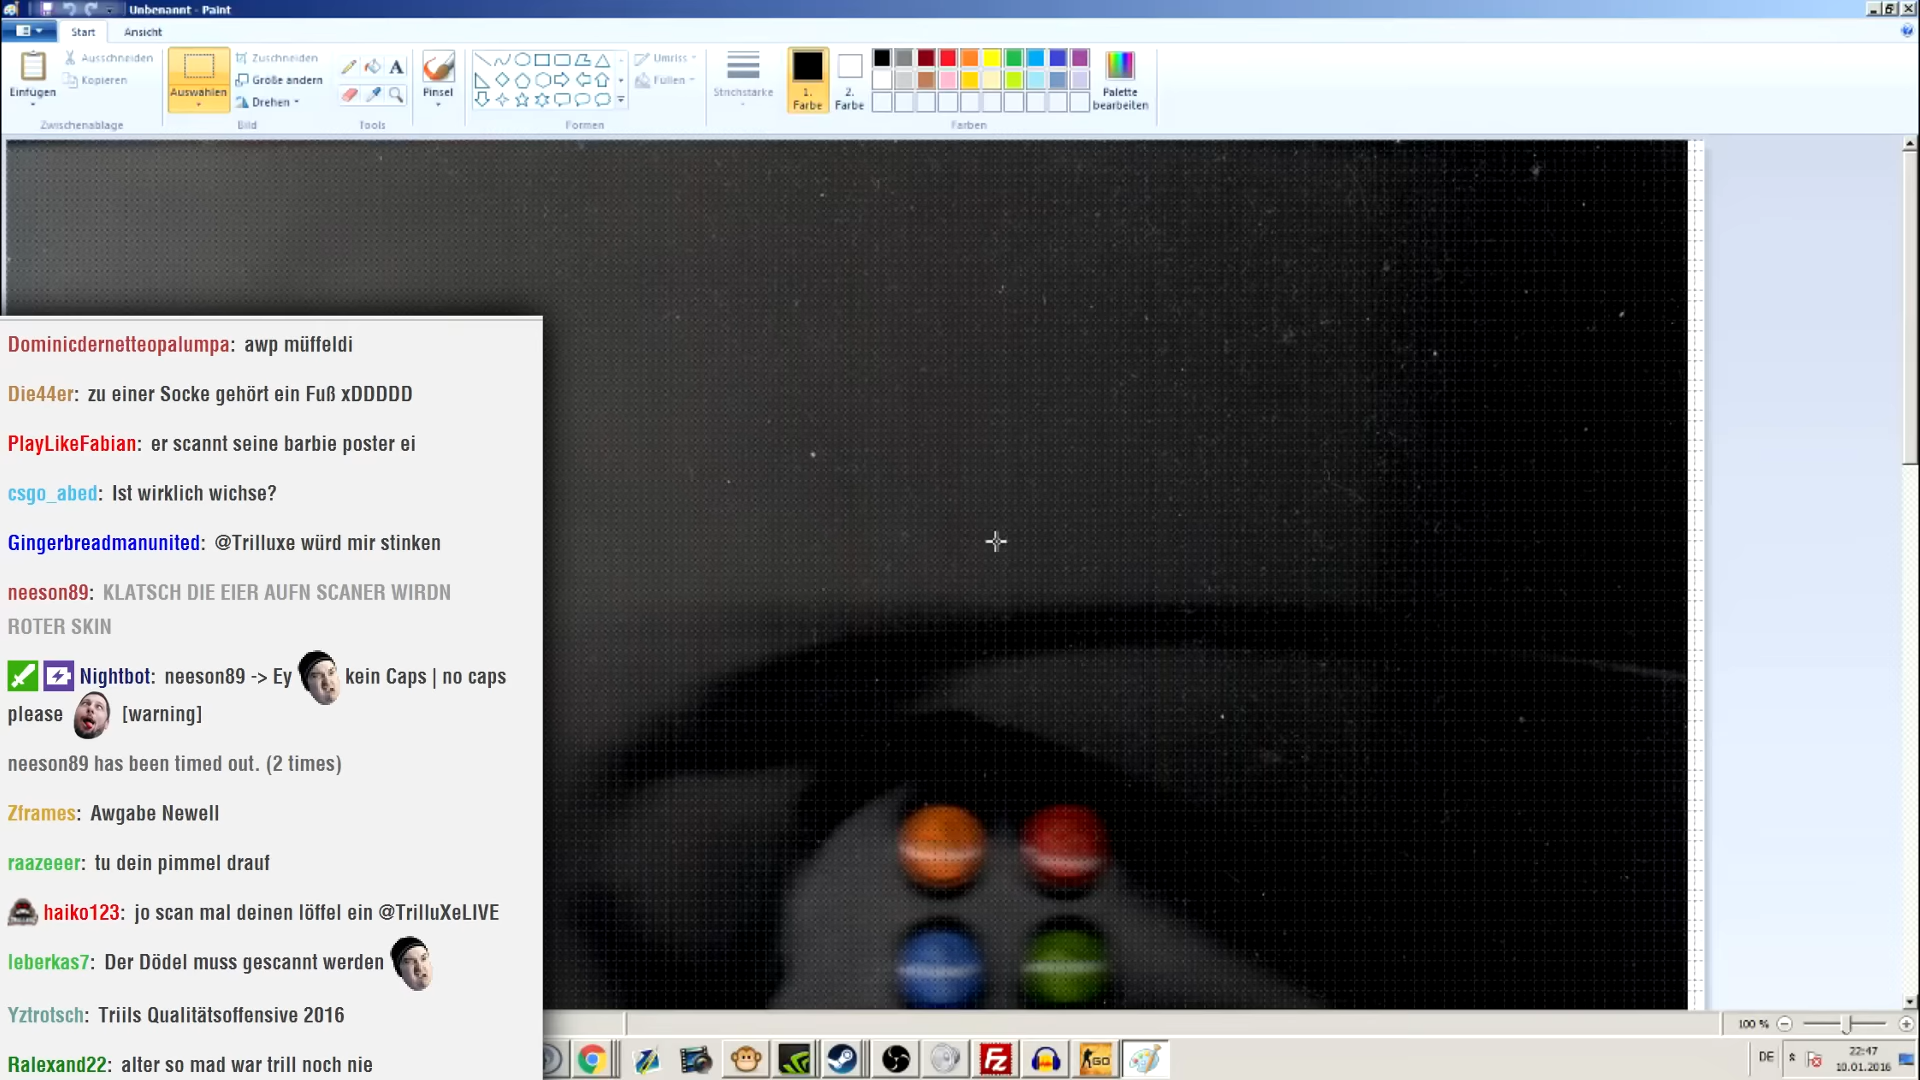 Unbenannt - Paint
Start Ansicht
Einfügen
Ausschneiden
Kopieren
Zwischenablage
Auswählen
Zuschneiden
Größe ändern
Drehen
Bild
A
Tools
Pinsel
Formen
Umriss
Füllen
Strichstärke
1. Farbe
2. Farbe
Farben
Palette bearbeiten
Dominicdernetteopalumpa: awp müffeldi
Die44er: zu einer Socke gehört ein Fuß xDDDDD
PlayLikeFabian: er scannt seine barbie poster ei
csgo_abed: Ist wirklich wichse?
Gingerbreadmanunited: @Trilluxe würd mir stinken
neeson89: KLATSCH DIE EIER AUFN SCANER WIRDN
ROTER SKIN
Nightbot: neeson89 -> Ey kein Caps | no caps
please [warning]
neeson89 has been timed out. (2 times)
Zframes: Awgabe Newell
raazeeer: tu dein pimmel drauf
haiko123: jo scan mal deinen löffel ein @TrilluXeLIVE
leberkas7: Der Dödel muss gescannt werden
Yztrotsch: Triils Qualitätsoffensive 2016
Ralexand22: alter so mad war trill noch nie
100 %
FZ
GO
DE
22:47
10.01.2016